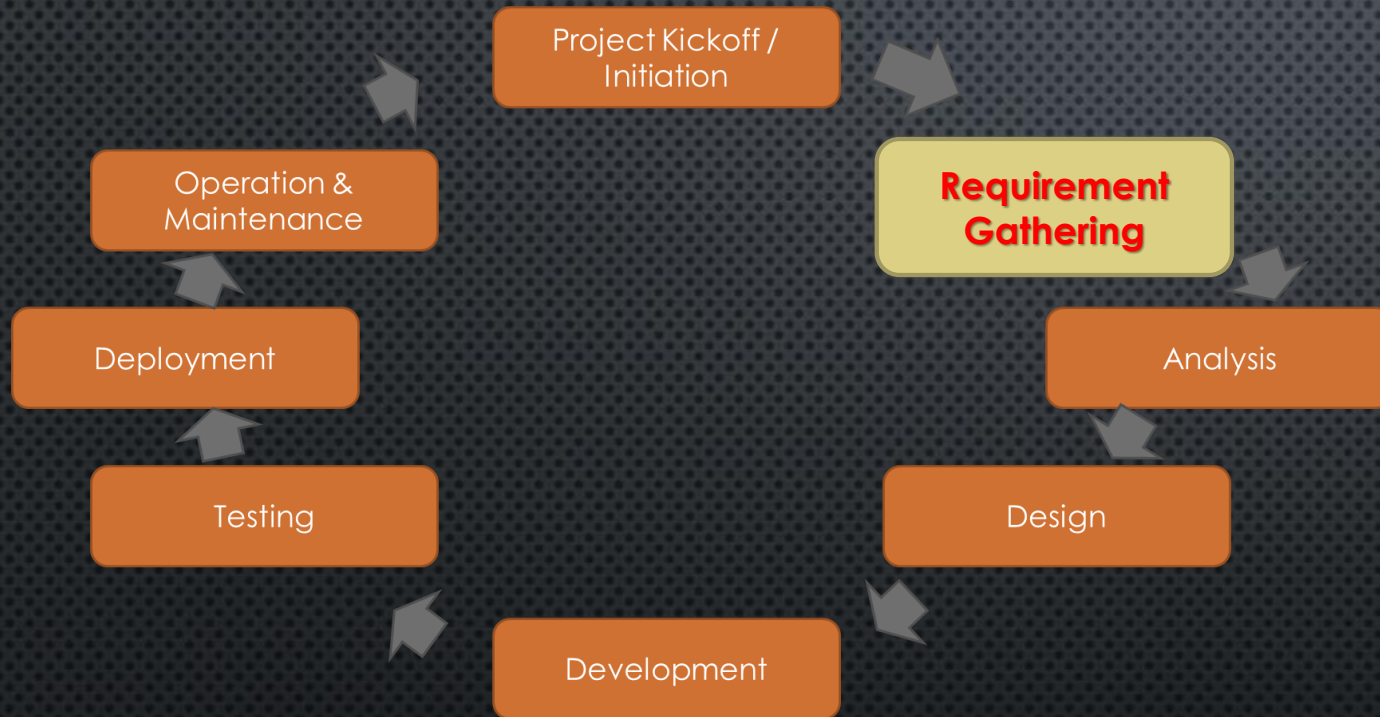 Project Kickoff /
Initiation
Requirement
Gathering
Analysis
Design
Development
Testing
Deployment
Operation &
Maintenance